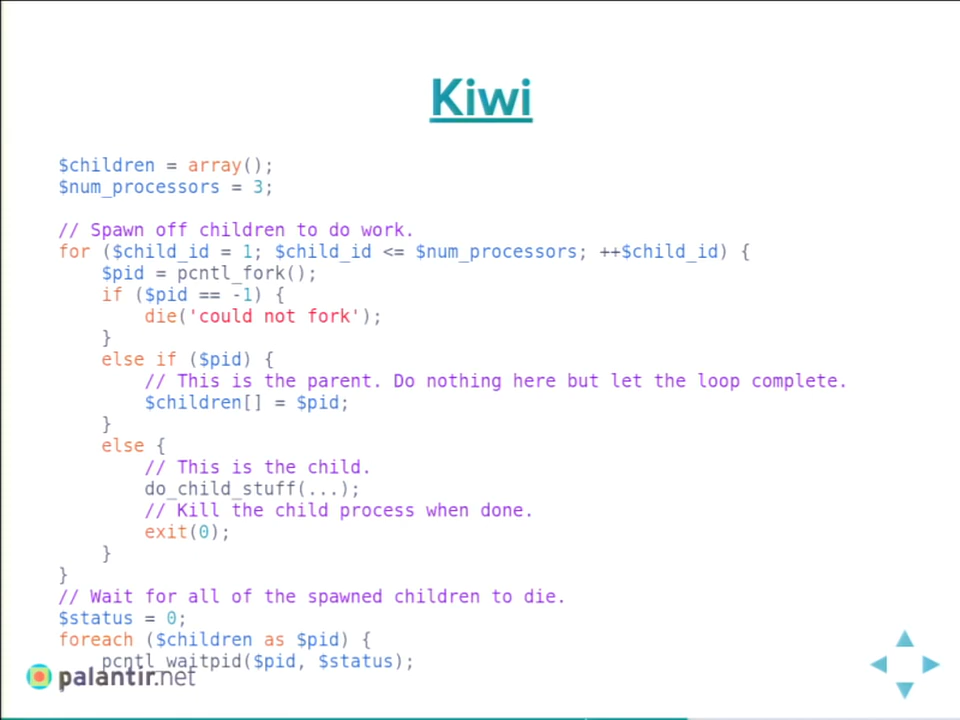 Kiwi
$children = array();
$num_processors = 3;
// Spawn off children to do work.
for ($child_id = 1; $child_id <= $num_processors; ++$child_id) {
    $pid = pcntl_fork();
    if ($pid == -1) {
        die('could not fork');
    }
    else if ($pid) {
        // This is the parent. Do nothing here but let the loop complete.
        $children[] = $pid;
    }
    else {
        // This is the child.
        do_child_stuff(...);
        // Kill the child process when done.
        exit(0);
    }
}
// Wait for all of the spawned children to die.
$status = 0;
foreach ($children as $pid) {
    pcntl_waitpid($pid, $status);
palantir.net